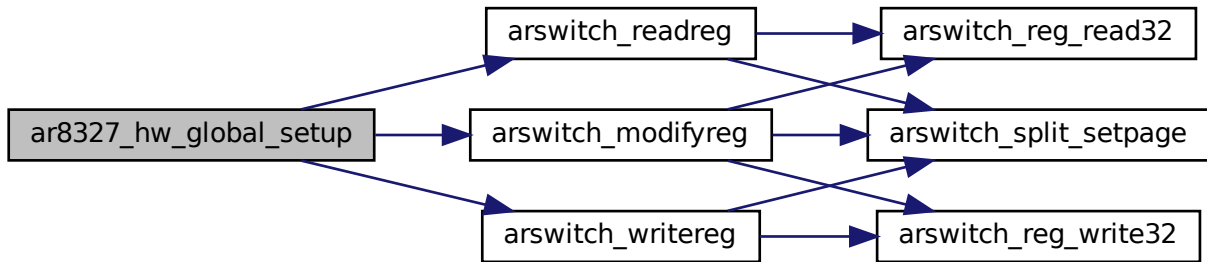 arswitch_readreg
arswitch_reg_read32
ar8327_hw_global_setup
arswitch_modifyreg
arswitch_split_setpage
arswitch_writereg
arswitch_reg_write32